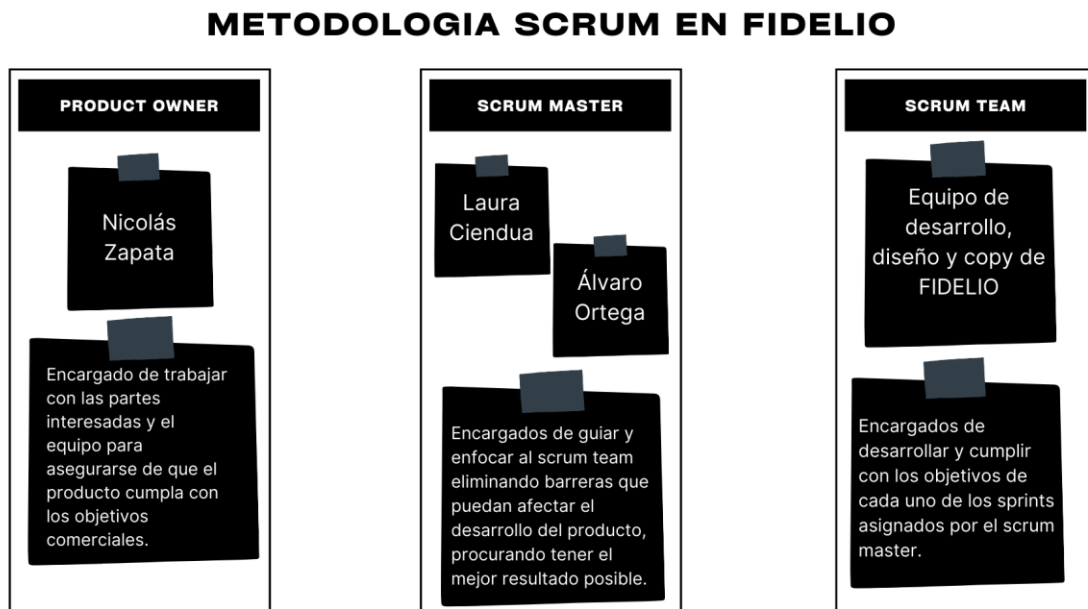 METODOLOGIA SCRUM EN FIDELIO
PRODUCT OWNER
Nicolás
Zapata
Encargado de trabajar
con las partes
interesadas y el
equipo para
asegurarse de que el
producto cumpla con
los objetivos
comerciales.
SCRUM MASTER
Laura
Ciendua
Álvaro
Ortega
Encargados de guiar y
enfocar al scrum team
eliminando barreras que
puedan afectar el
desarrollo del producto,
procurando tener el
mejor resultado posible.
SCRUM TEAM
Equipo de
desarrollo,
diseño y copy de
FIDELIO
Encargados de
desarrollar y cumplir
con los objetivos de
cada uno de los sprints
asignados por el scrum
master.